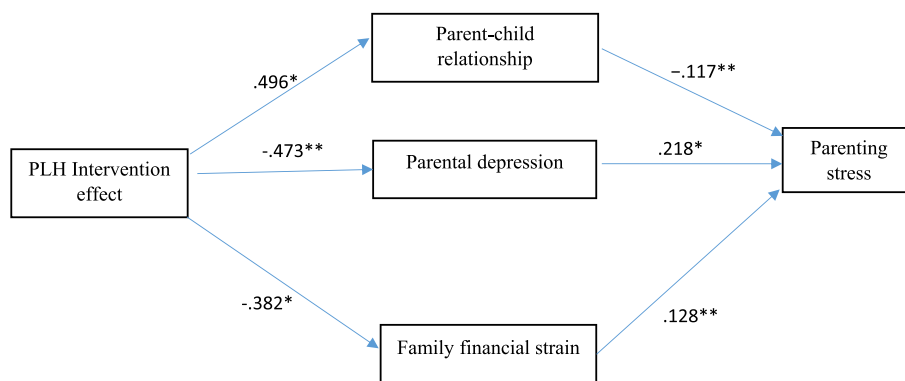 Parent-child
relationship
.496*
−.117**
PLH Intervention
effect
-.473**
Parental depression
.218*
Parenting
stress
-.382*
Family financial strain
.128**